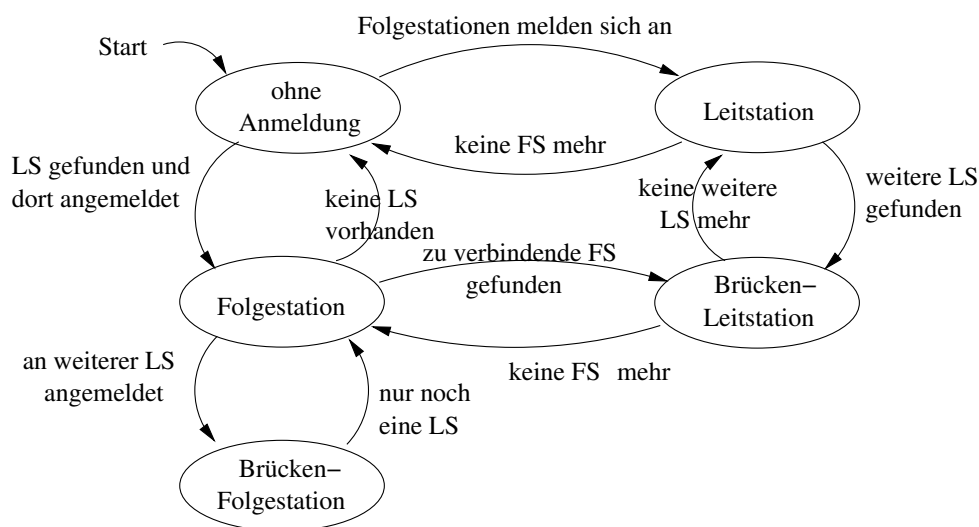 Folgestationen melden sich an
Start
ohne
Anmeldung
Leitstation
LS gefunden und
dort angemeldet
keine FS mehr
keine LS
vorhanden
keine weitere
LS mehr
weitere LS
gefunden
zu verbindende FS
gefunden
Folgestation
Brücken–
Leitstation
an weiterer LS
angemeldet
keine FS mehr
nur noch
eine LS
Brücken–
Folgestation